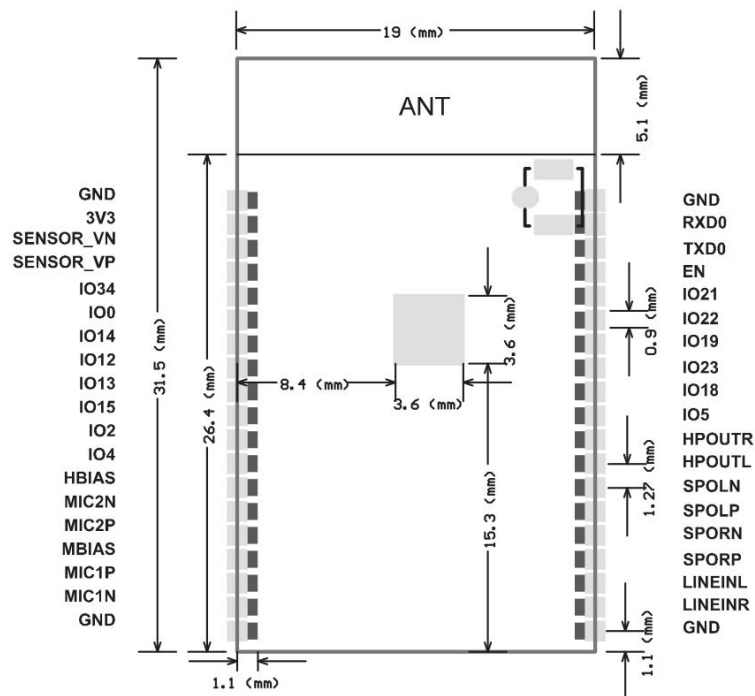 19 (mm)
ANT
5.1 (mm)
31.5 (mm)
26.4 (mm)
GND
3V3
SENSOR_VN
SENSOR_VP
IO34
IO0
IO14
IO12
IO13
IO15
IO2
IO4
HBIAS
MIC2N
MIC2P
MBIAS
MIC1P
MIC1N
GND
3.6 (mm)
8.4 (mm)
3.6 (mm)
15.3 (mm)
1.1 (mm)
GND
RXD0
TXD0
EN
IO21
IO22
IO19
IO23
IO18
IO5
HPOUTR
HPOUTL
SPOLN
SPOLP
SPORN
SPORP
LINEINL
LINEINR
GND
0.9 (mm)
1.27 (mm)
1.1 (mm)